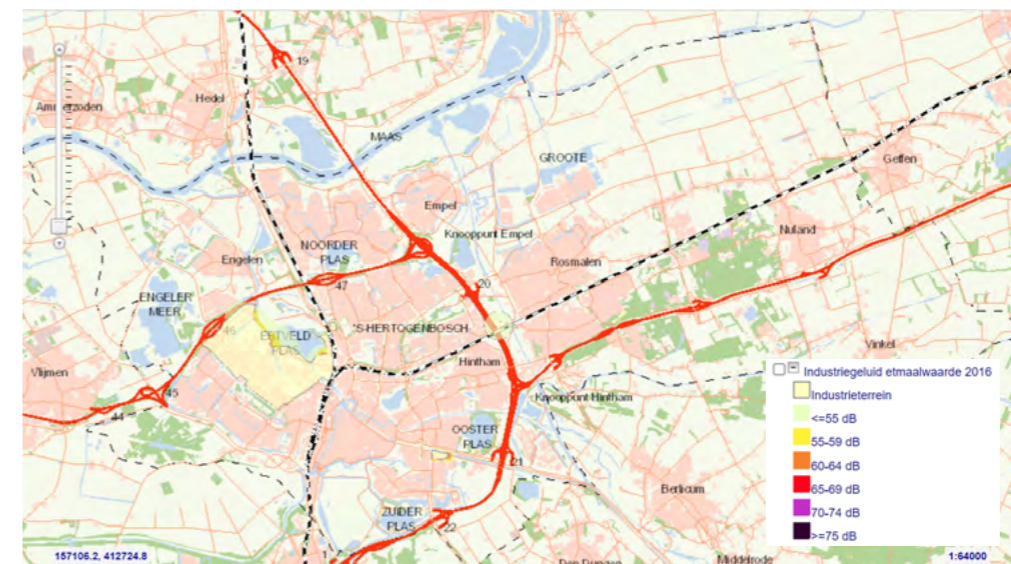 19
Hedel
Ammerzoden
MAAS
GROOTE
Geffen
Empel
Nuland
Knooppunt Empel
NOORDER
PLAS
Engelen
Rosmalen
47
20
ENGELER
MEER
46
ERTVELD
PLAS
'S-HERTOGENBOSCH
Vinkel
Hintham
Vlijmen
45
Knooppunt Hintham
44
OOSTER
PLAS
21
Berlicum
ZUIDER
PLAS
22
1
Den Dungen
Middelrode
Industriegeluid etmaalwaarde 2016
Industrieterrein
<=55 dB
55-59 dB
60-64 dB
65-69 dB
70-74 dB
>=75 dB
157106.2, 412724.8
1:64000